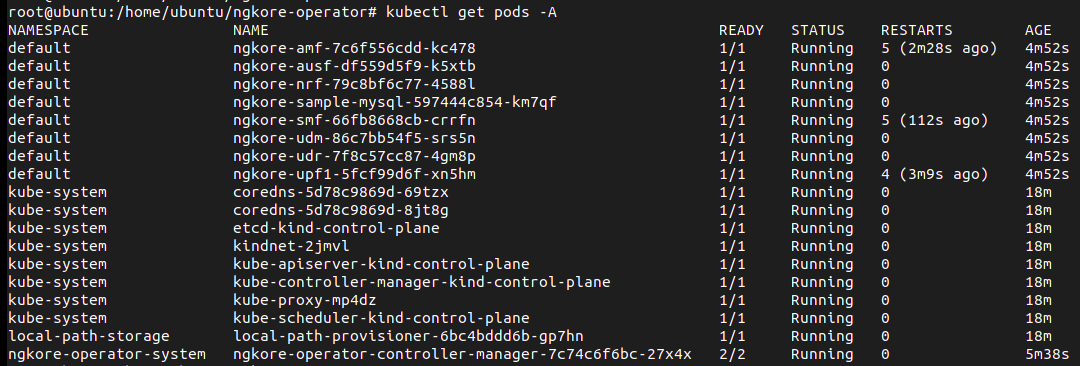 root@ubuntu:/home/ubuntu/ngkore-operator# kubectl get pods -A
NAMESPACE NAME READY STATUS RESTARTS AGE
default ngkore-amf-7c6f556cdd-kc478 1/1 Running 5 (2m28s ago) 4m52s
default ngkore-ausf-df559d5f9-k5xtb 1/1 Running 0 4m52s
default ngkore-nrf-79c8bf6c77-4588l 1/1 Running 0 4m52s
default ngkore-sample-mysql-597444c854-km7qf 1/1 Running 0 4m52s
default ngkore-smf-66fb8668cb-crrfn 1/1 Running 5 (112s ago) 4m52s
default ngkore-udm-86c7bb54f5-srs5n 1/1 Running 0 4m52s
default ngkore-udr-7f8c57cc87-4gm8p 1/1 Running 0 4m52s
default ngkore-upf1-5fcf99d6f-xn5hm 1/1 Running 4 (3m9s ago) 4m52s
kube-system coredns-5d78c9869d-69tzx 1/1 Running 0 18m
kube-system coredns-5d78c9869d-8jt8g 1/1 Running 0 18m
kube-system etcd-kind-control-plane 1/1 Running 0 18m
kube-system kindnet-2jmvl 1/1 Running 0 18m
kube-system kube-apiserver-kind-control-plane 1/1 Running 0 18m
kube-system kube-controller-manager-kind-control-plane 1/1 Running 0 18m
kube-system kube-proxy-mp4dz 1/1 Running 0 18m
kube-system kube-scheduler-kind-control-plane 1/1 Running 0 18m
local-path-storage local-path-provisioner-6bc4bddd6b-gp7hn 1/1 Running 0 18m
ngkore-operator-system ngkore-operator-controller-manager-7c74c6f6bc-27x4x 2/2 Running 0 5m38s